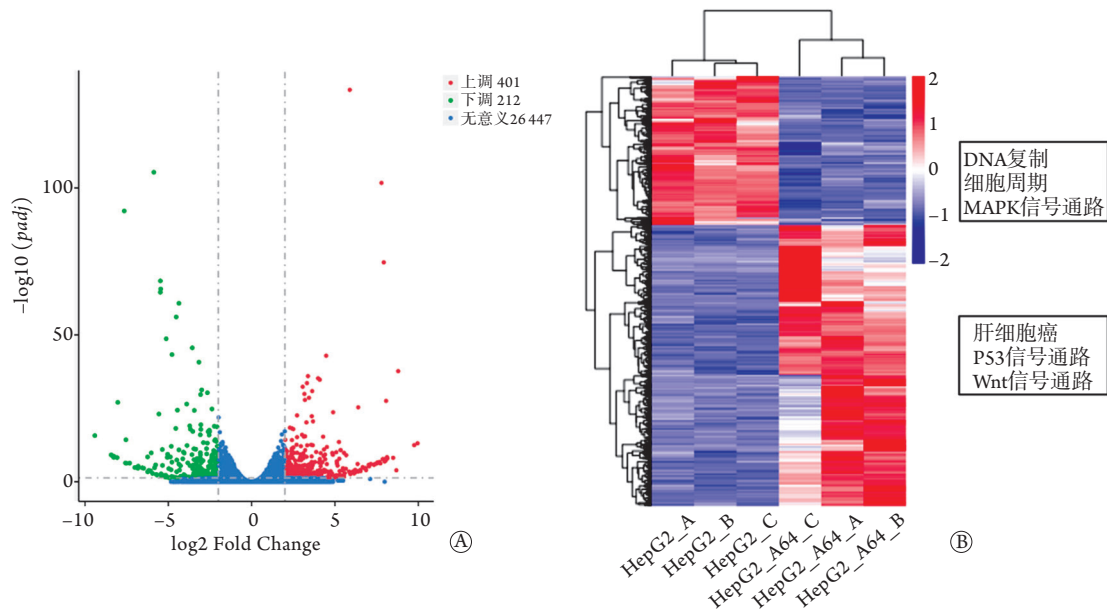 上调 401
下调 212
无意义26 447
100
50
0
−log10 (padj)
−10
−5
0
5
10
log2 Fold Change
Ⓐ
2
1
0
−1
−2
DNA复制
细胞周期
MAPK信号通路
肝细胞癌
P53信号通路
Wnt信号通路
HepG2_A
HepG2_B
HepG2_C
HepG2_A64_C
HepG2_A64_A
HepG2_A64_B
Ⓑ